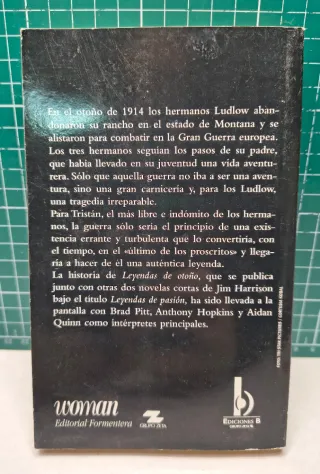 En el otoño de 1914 los hermanos Ludlow aban-
donaron su rancho en el estado de Montana y se
alistaron para combatir en la Gran Guerra europea.
Los tres hermanos seguían los pasos de su padre,
que había llevado en su juventud una vida aventu-
rera. Sólo que aquella guerra no iba a ser una aven-
tura, sino una gran carnicería y, para los Ludlow,
una tragedia irreparable.
Para Tristán, el más libre e indómito de los herma-
nos, la guerra sólo sería el principio de una exis-
tencia errante y turbulenta que lo convertiría, con
el tiempo, en el «último de los proscritos» y llega-
ría a hacer de él una auténtica leyenda.
La historia de Leyendas de otoño, que se publica
junto con otras dos novelas cortas de Jim Harrison
bajo el título Leyendas de pasión, ha sido llevada a la
pantalla con Brad Pitt, Anthony Hopkins y Aidan
Quinn como intérpretes principales.
woman
Editorial Formentera
GRUPO ZETA
EDICIONES B
GRUPO ZETA